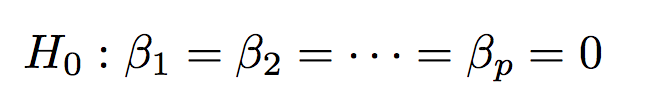 H₀ : β₁ = β₂ = ⋯ = βₚ = 0